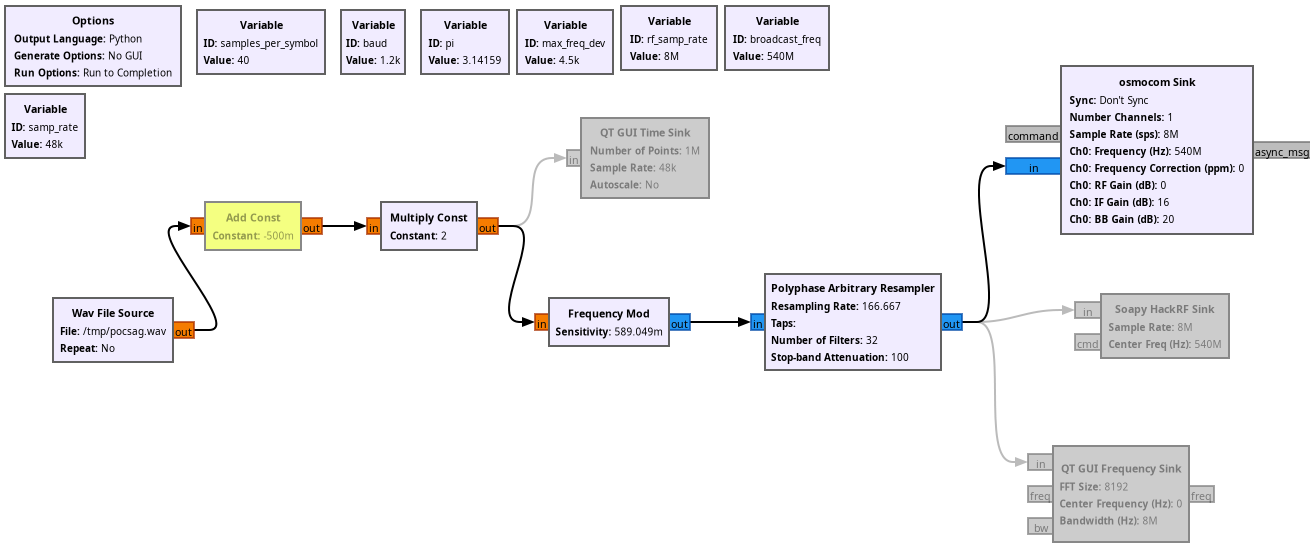 Options
Output Language: Python
Generate Options: No GUI
Run Options: Run to Completion
Variable
ID: samples_per_symbol
Value: 40
Variable
ID: baud
Value: 1.2k
Variable
ID: pi
Value: 3.14159
Variable
ID: max_freq_dev
Value: 4.5k
Variable
ID: rf_samp_rate
Value: 8M
Variable
ID: broadcast_freq
Value: 540M
Variable
ID: samp_rate
Value: 48k
Wav File Source
File: /tmp/pocsag.wav
Repeat: No
out
in
Add Const
Constant: -500m
out
in
Multiply Const
Constant: 2
out
in
QT GUI Time Sink
Number of Points: 1M
Sample Rate: 48k
Autoscale: No
in
Frequency Mod
Sensitivity: 589.049m
out
in
Polyphase Arbitrary Resampler
Resampling Rate: 166.667
Taps:
Number of Filters: 32
Stop-band Attenuation: 100
out
command
in
osmocom Sink
Sync: Don't Sync
Number Channels: 1
Sample Rate (sps): 8M
Ch0: Frequency (Hz): 540M
Ch0: Frequency Correction (ppm): 0
Ch0: RF Gain (dB): 0
Ch0: IF Gain (dB): 16
Ch0: BB Gain (dB): 20
async_msg
in
cmd
Soapy HackRF Sink
Sample Rate: 8M
Center Freq (Hz): 540M
in
freq
bw
QT GUI Frequency Sink
FFT Size: 8192
Center Frequency (Hz): 0
Bandwidth (Hz): 8M
freq